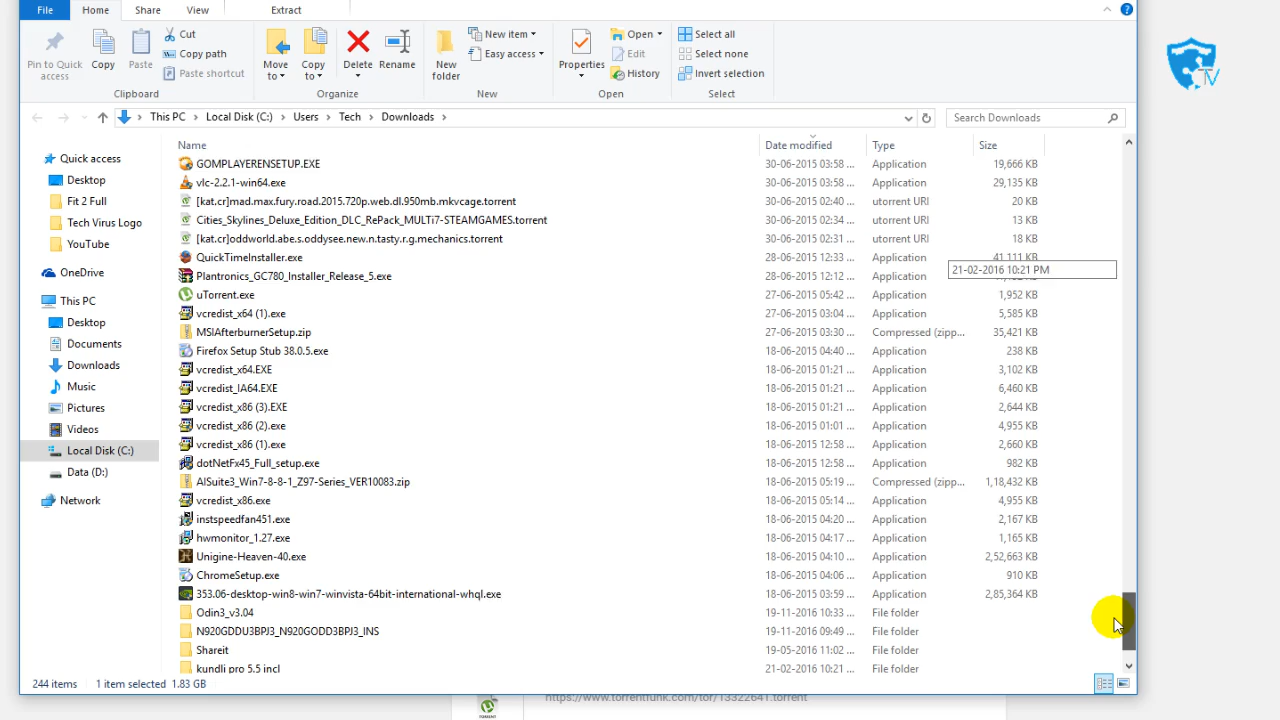 File Home Share View Extract
Cut
Copy path
Paste shortcut
Pin to Quick access
Copy
Paste
Clipboard
Move to
Copy to
Delete
Rename
Organize
New folder
New item
Easy access
New
Properties
Open
Edit
History
Open
Select all
Select none
Invert selection
Select
TV
This PC > Local Disk (C:) > Users > Tech > Downloads >
Search Downloads
Quick access
Desktop
Fit 2 Full
Tech Virus Logo
YouTube
OneDrive
This PC
Desktop
Documents
Downloads
Music
Pictures
Videos
Local Disk (C:)
Data (D:)
Network
Name Date modified Type Size
GOMPLAYERENSETUP.EXE 30-06-2015 03:58 ... Application 19,666 KB
vlc-2.2.1-win64.exe 30-06-2015 03:58 ... Application 29,135 KB
[kat.cr]mad.max.fury.road.2015.720p.web.dl.950mb.mkvcage.torrent 30-06-2015 02:40 ... utorrent URI 20 KB
Cities_Skylines_Deluxe_Edition_DLC_RePack_MULTi7-STEAMGAMES.torrent 30-06-2015 02:34 ... utorrent URI 13 KB
[kat.cr]oddworld.abe.s.oddysee.new.n.tasty.r.g.mechanics.torrent 30-06-2015 02:31 ... utorrent URI 18 KB
QuickTimeInstaller.exe 28-06-2015 12:33 ... Application 41,111 KB
21-02-2016 10:21 PM
Plantronics_GC780_Installer_Release_5.exe 28-06-2015 12:12 ... Application
uTorrent.exe 27-06-2015 05:42 ... Application 1,952 KB
vcredist_x64 (1).exe 27-06-2015 03:04 ... Application 5,585 KB
MSIAfterburnerSetup.zip 27-06-2015 03:30 ... Compressed (zipp... 35,421 KB
Firefox Setup Stub 38.0.5.exe 18-06-2015 04:40 ... Application 238 KB
vcredist_x64.EXE 18-06-2015 01:21 ... Application 3,102 KB
vcredist_IA64.EXE 18-06-2015 01:21 ... Application 6,460 KB
vcredist_x86 (3).EXE 18-06-2015 01:21 ... Application 2,644 KB
vcredist_x86 (2).exe 18-06-2015 01:01 ... Application 4,955 KB
vcredist_x86 (1).exe 18-06-2015 12:58 ... Application 2,660 KB
dotNetFx45_Full_setup.exe 18-06-2015 12:58 ... Application 982 KB
AISuite3_Win7-8-8-1_Z97-Series_VER10083.zip 18-06-2015 05:19 ... Compressed (zipp... 1,18,432 KB
vcredist_x86.exe 18-06-2015 05:14 ... Application 4,955 KB
instspeedfan451.exe 18-06-2015 04:20 ... Application 2,167 KB
hwmonitor_1.27.exe 18-06-2015 04:17 ... Application 1,165 KB
Unigine-Heaven-40.exe 18-06-2015 04:10 ... Application 2,52,663 KB
ChromeSetup.exe 18-06-2015 04:06 ... Application 910 KB
353.06-desktop-win8-win7-winvista-64bit-international-whql.exe 18-06-2015 03:59 ... Application 2,85,364 KB
Odin3_v3.04 19-11-2016 10:33 ... File folder
N920GDDU3BPJ3_N920GODD3BPJ3_INS 19-11-2016 09:49 ... File folder
Shareit 19-05-2016 11:02 ... File folder
kundli pro 5.5 incl 21-02-2016 10:21 ... File folder
244 items 1 item selected 1.83 GB
https://www.torrentfunk.com/tor/13322641.torrent
TORRENT